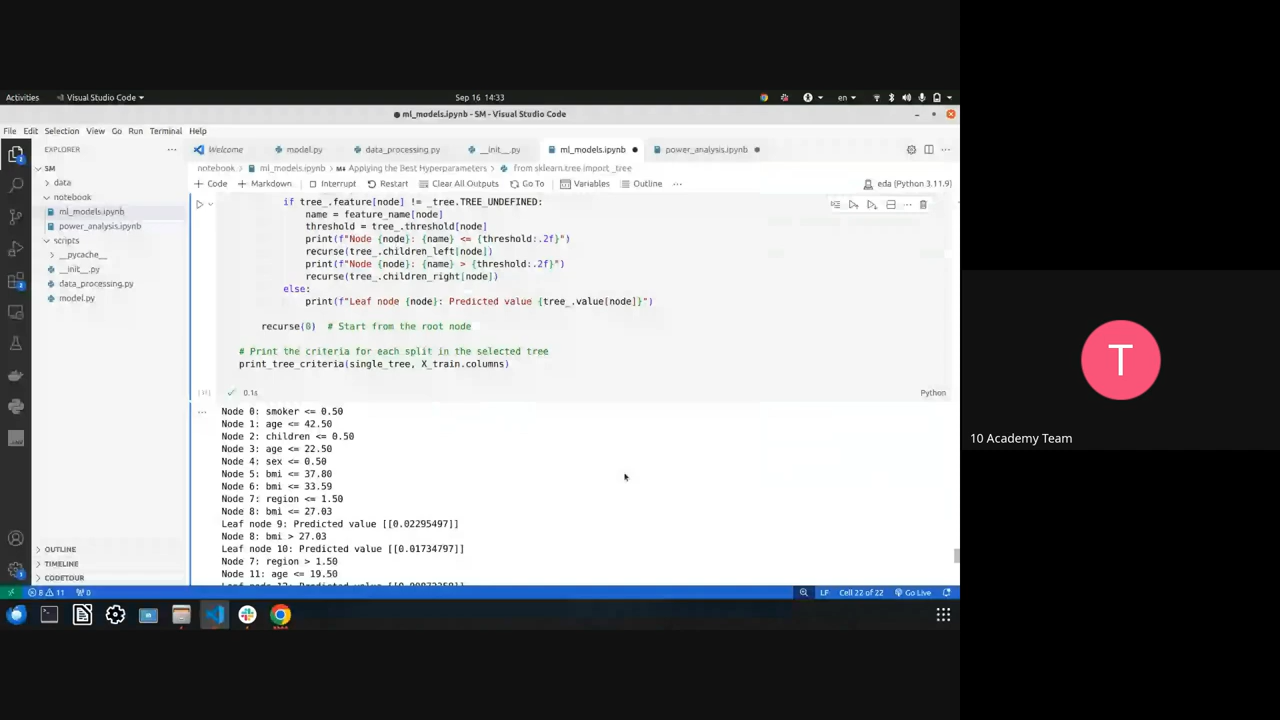 Activities
Visual Studio Code
Sep 16 14:33
en
● ml_models.ipynb - SM - Visual Studio Code
File Edit Selection View Go Run Terminal Help
EXPLORER
Welcome
model.py
data_processing.py
__init__.py
ml_models.ipynb
power_analysis.ipynb
SM
data
notebook
ml_models.ipynb
power_analysis.ipynb
scripts
__pycache__
__init__.py
data_processing.py
model.py
OUTLINE
TIMELINE
CODETOUR
notebook > ml_models.ipynb > Applying the Best Hyperparameters > from sklearn.tree import _tree
+ Code + Markdown Interrupt Restart Clear All Outputs Go To Variables Outline ...
eda (Python 3.11.9)
if tree_.feature[node] != _tree.TREE_UNDEFINED:
name = feature_name[node]
threshold = tree_.threshold[node]
print(f"Node {node}: {name} <= {threshold:.2f}")
recurse(tree_.children_left[node])
print(f"Node {node}: {name} > {threshold:.2f}")
recurse(tree_.children_right[node])
else:
print(f"Leaf node {node}: Predicted value {tree_.value[node]}")
recurse(0) # Start from the root node
# Print the criteria for each split in the selected tree
print_tree_criteria(single_tree, X_train.columns)
0.1s
Python
Node 0: smoker <= 0.50
Node 1: age <= 42.50
Node 2: children <= 0.50
Node 3: age <= 22.50
Node 4: sex <= 0.50
Node 5: bmi <= 37.80
Node 6: bmi <= 33.59
Node 7: region <= 1.50
Node 8: bmi <= 27.03
Leaf node 9: Predicted value [[0.02295497]]
Node 8: bmi > 27.03
Leaf node 10: Predicted value [[0.01734797]]
Node 7: region > 1.50
Node 11: age <= 19.50
8 11 0
LF Cell 22 of 22 Go Live
T
10 Academy Team